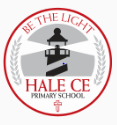 BE THE LIGHT
HALE CE
PRIMARY SCHOOL